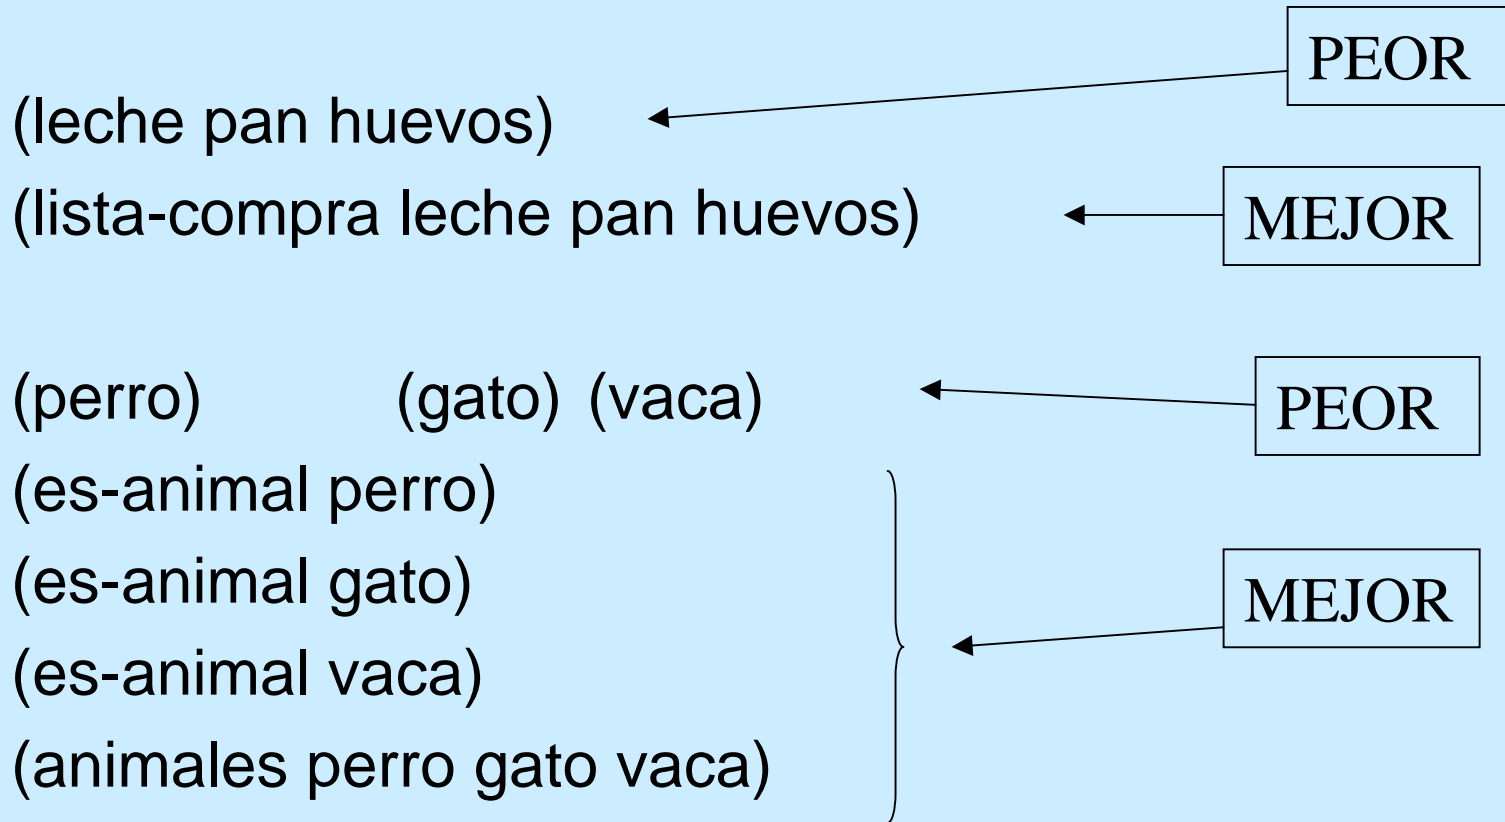 PEOR
(leche pan huevos)
(lista-compra leche pan huevos)
MEJOR
(perro) (gato) (vaca)
PEOR
(es-animal perro)
(es-animal gato)
MEJOR
(es-animal vaca)
(animales perro gato vaca)